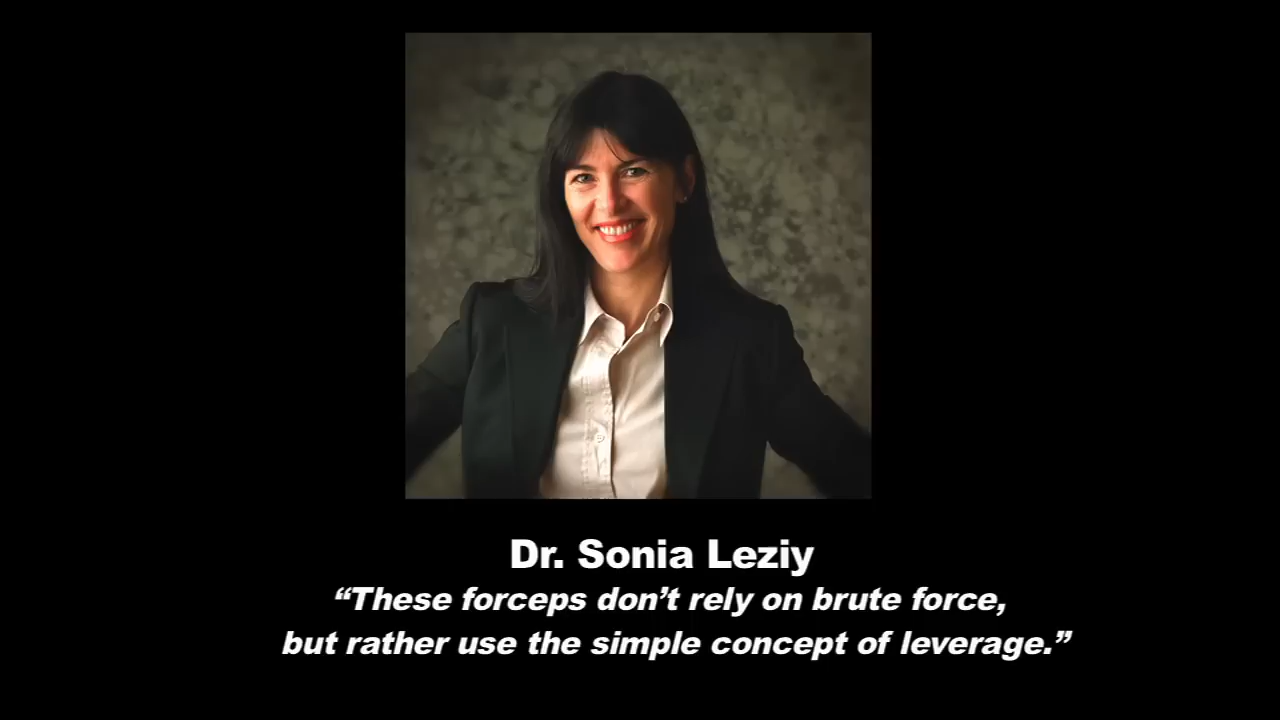 Dr. Sonia Leziy
“These forceps don’t rely on brute force,
but rather use the simple concept of leverage.”